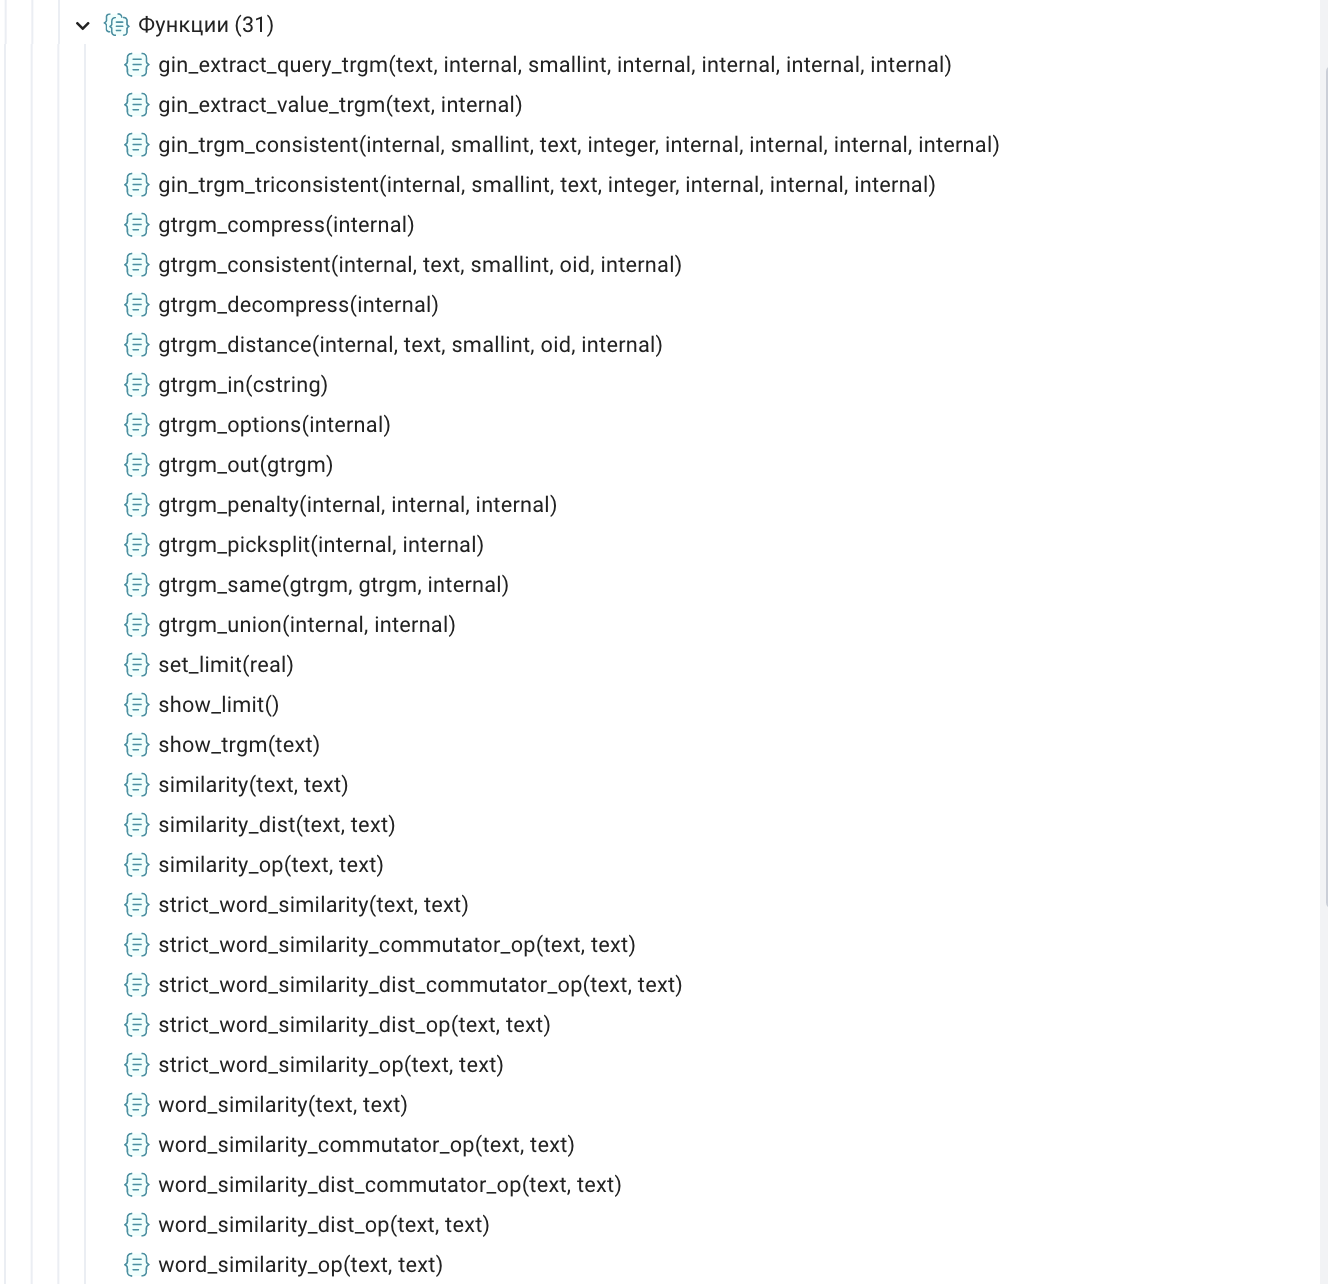 Функции (31)
gin_extract_query_trgm(text, internal, smallint, internal, internal, internal, internal)
gin_extract_value_trgm(text, internal)
gin_trgm_consistent(internal, smallint, text, integer, internal, internal, internal, internal)
gin_trgm_triconsistent(internal, smallint, text, integer, internal, internal, internal)
gtrgm_compress(internal)
gtrgm_consistent(internal, text, smallint, oid, internal)
gtrgm_decompress(internal)
gtrgm_distance(internal, text, smallint, oid, internal)
gtrgm_in(cstring)
gtrgm_options(internal)
gtrgm_out(gtrgm)
gtrgm_penalty(internal, internal, internal)
gtrgm_picksplit(internal, internal)
gtrgm_same(gtrgm, gtrgm, internal)
gtrgm_union(internal, internal)
set_limit(real)
show_limit()
show_trgm(text)
similarity(text, text)
similarity_dist(text, text)
similarity_op(text, text)
strict_word_similarity(text, text)
strict_word_similarity_commutator_op(text, text)
strict_word_similarity_dist_commutator_op(text, text)
strict_word_similarity_dist_op(text, text)
strict_word_similarity_op(text, text)
word_similarity(text, text)
word_similarity_commutator_op(text, text)
word_similarity_dist_commutator_op(text, text)
word_similarity_dist_op(text, text)
word_similarity_op(text, text)